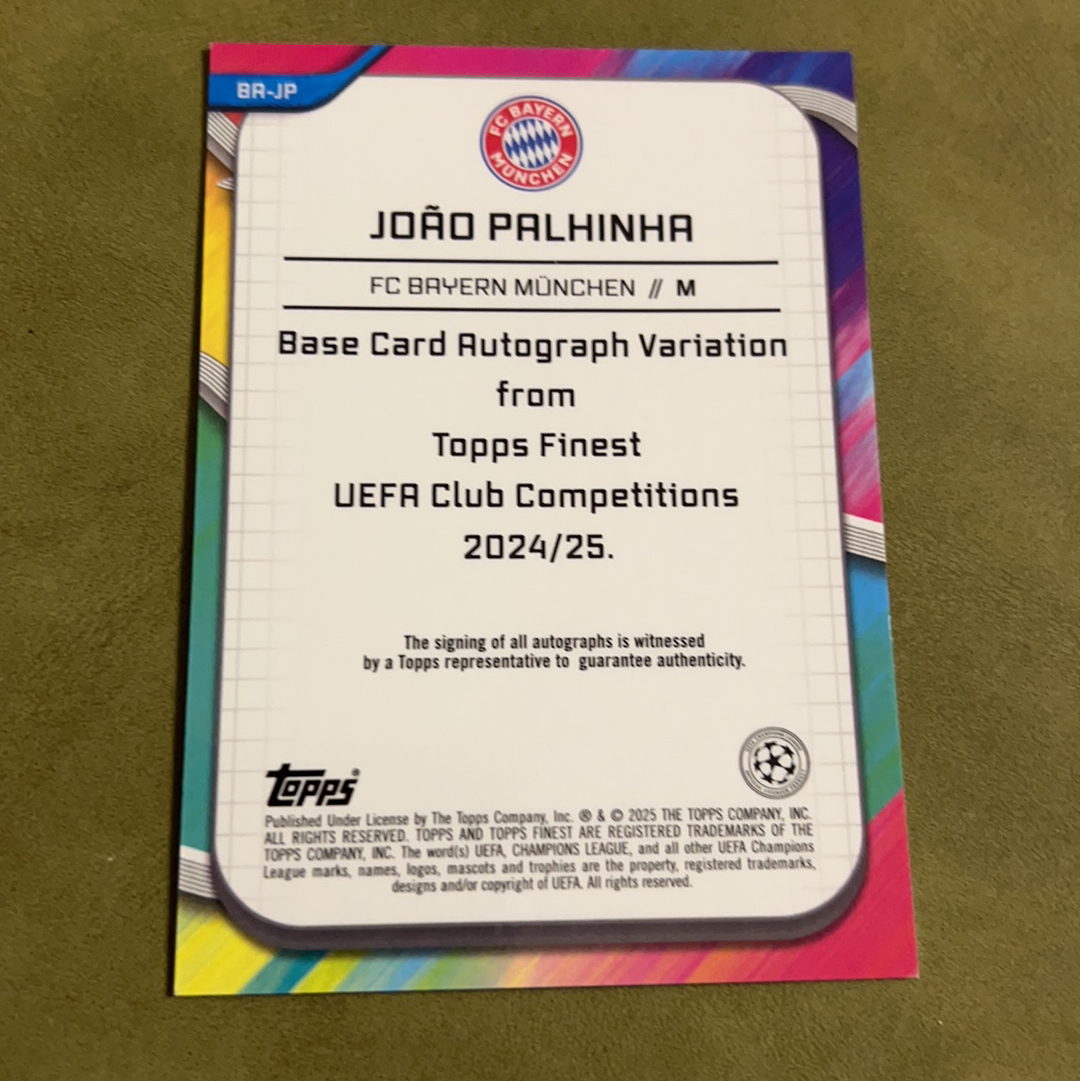 BA-JP
FC BAYERN
MÜNCHEN
JOÃO PALHINHA
FC BAYERN MÜNCHEN // M
Base Card Autograph Variation
from
Topps Finest
UEFA Club Competitions
2024/25.
The signing of all autographs is witnessed
by a Topps representative to guarantee authenticity.
topps®
Published Under License by The Topps Company, Inc. ® & © 2025 THE TOPPS COMPANY, INC.
ALL RIGHTS RESERVED. TOPPS AND TOPPS FINEST ARE REGISTERED TRADEMARKS OF THE
TOPPS COMPANY, INC. The word(s) UEFA, CHAMPIONS LEAGUE, and all other UEFA Champions
League marks, names, logos, mascots and trophies are the property, registered trademarks,
designs and/or copyright of UEFA. All rights reserved.